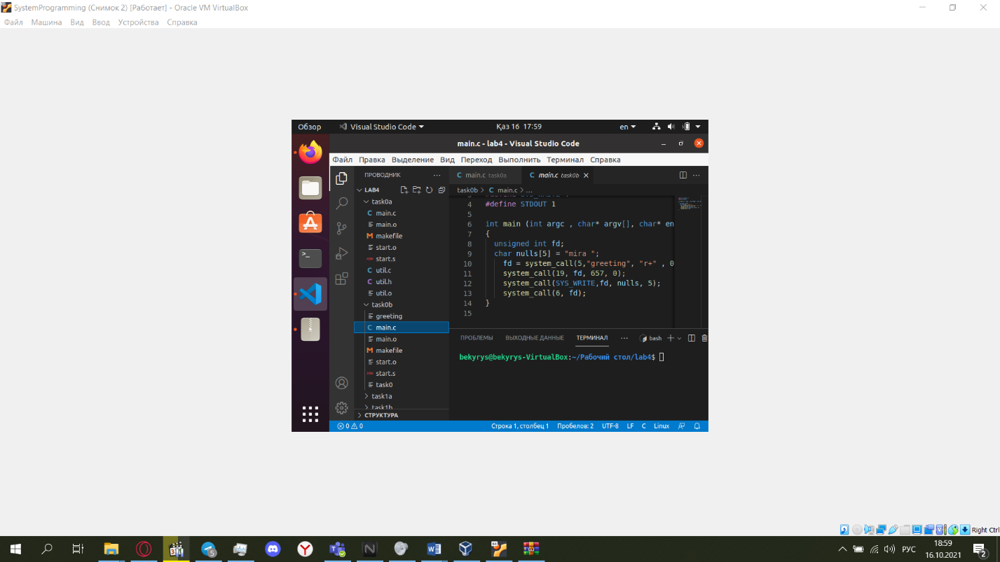 SystemProgramming (Снимок 2) [Работает] - Oracle VM VirtualBox
Файл Машина Вид Ввод Устройства Справка
Обзор Visual Studio Code Қаз 16 17:59 en
main.c - lab4 - Visual Studio Code
Файл Правка Выделение Вид Переход Выполнить Терминал Справка
ПРОВОДНИК
LAB4
task0a
main.c
main.o
makefile
start.o
start.s
util.c
util.h
util.o
task0b
greeting
main.c
main.o
makefile
start.o
start.s
task0
task1a
task1b
СТРУКТУРА
main.c task0a main.c task0b
task0b > main.c > ...
4 #define STDOUT 1
5
6 int main (int argc , char* argv[], char* en
7 {
8 unsigned int fd;
9 char nulls[5] = "mira ";
10 fd = system_call(5,"greeting", "r+" , 0
11 system_call(19, fd, 657, 0);
12 system_call(SYS_WRITE,fd, nulls, 5);
13 system_call(6, fd);
14 }
15
ПРОБЛЕМЫ ВЫХОДНЫЕ ДАННЫЕ ТЕРМИНАЛ bash
bekyrys@bekyrys-VirtualBox:~/Рабочий стол/lab4$
0 0 Строка 1, столбец 1 Пробелов: 2 UTF-8 LF C Linux
Right Ctrl
РУС 18:59
16.10.2021
5
2